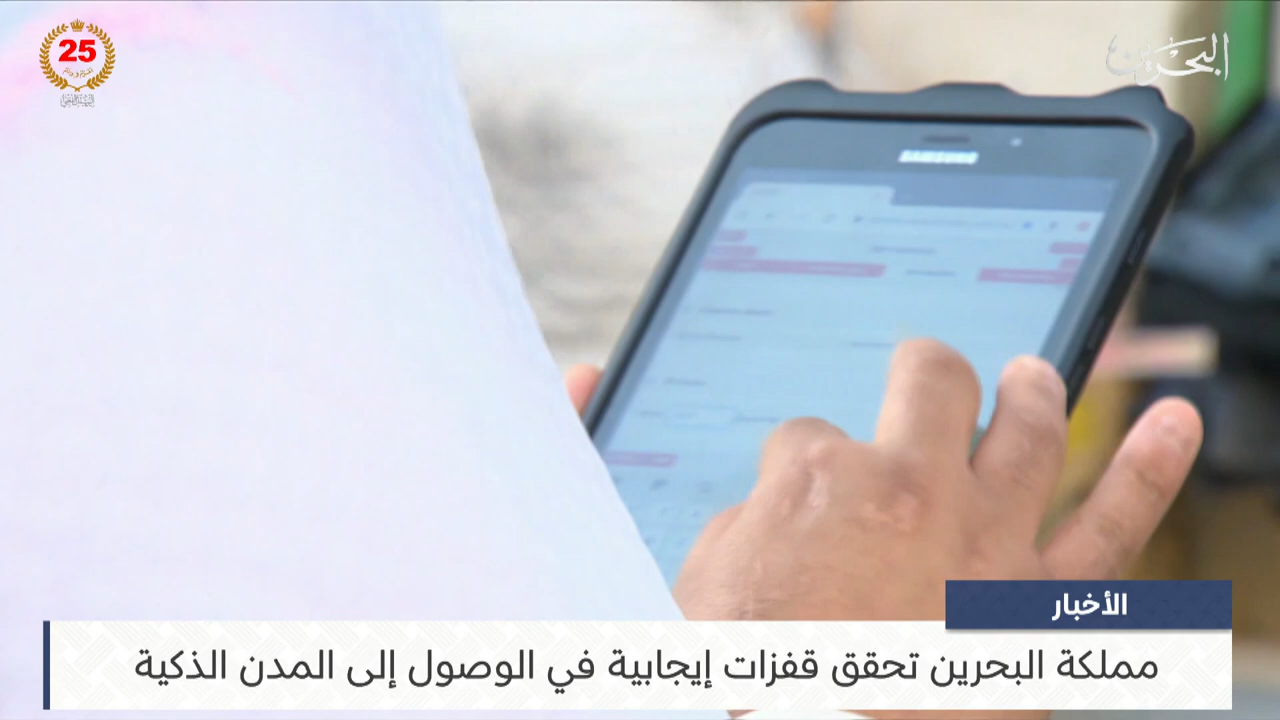 25
البحرين
SAMSUNG
الأخبار
مملكة البحرين تحقق قفزات إيجابية في الوصول إلى المدن الذكية